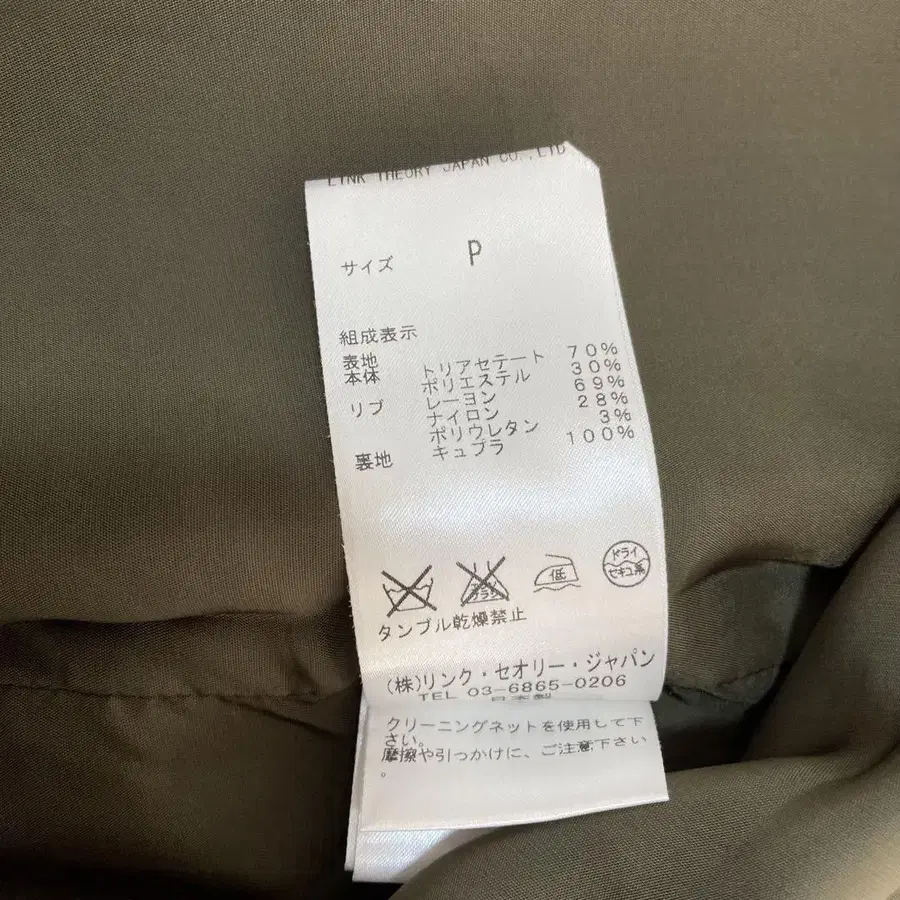 LINK THEORY JAPAN CO.,LTD
サイズ P
組成表示
表地
本体 トリアセテート 70%
ポリエステル 30%
リブ レーヨン 69%
ナイロン 28%
ポリウレタン 3%
裏地 キュプラ 100%
低 ドライ
セキユ系
タンブル乾燥禁止
(株)リンク・セオリー・ジャパン
TEL 03-6865-0206
日本製
クリーニングネットを使用して下
さい。
摩擦や引っかけに、ご注意下さい
。